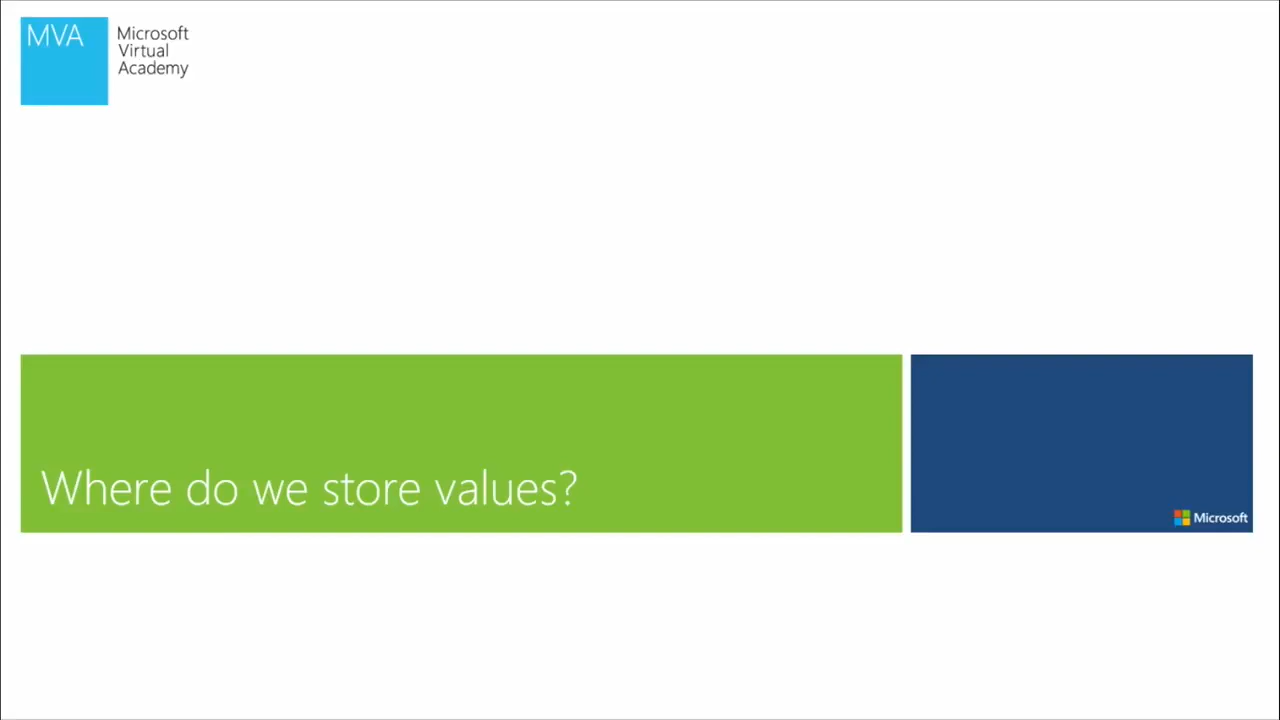 MVA
Microsoft
Virtual
Academy
Where do we store values?
Microsoft